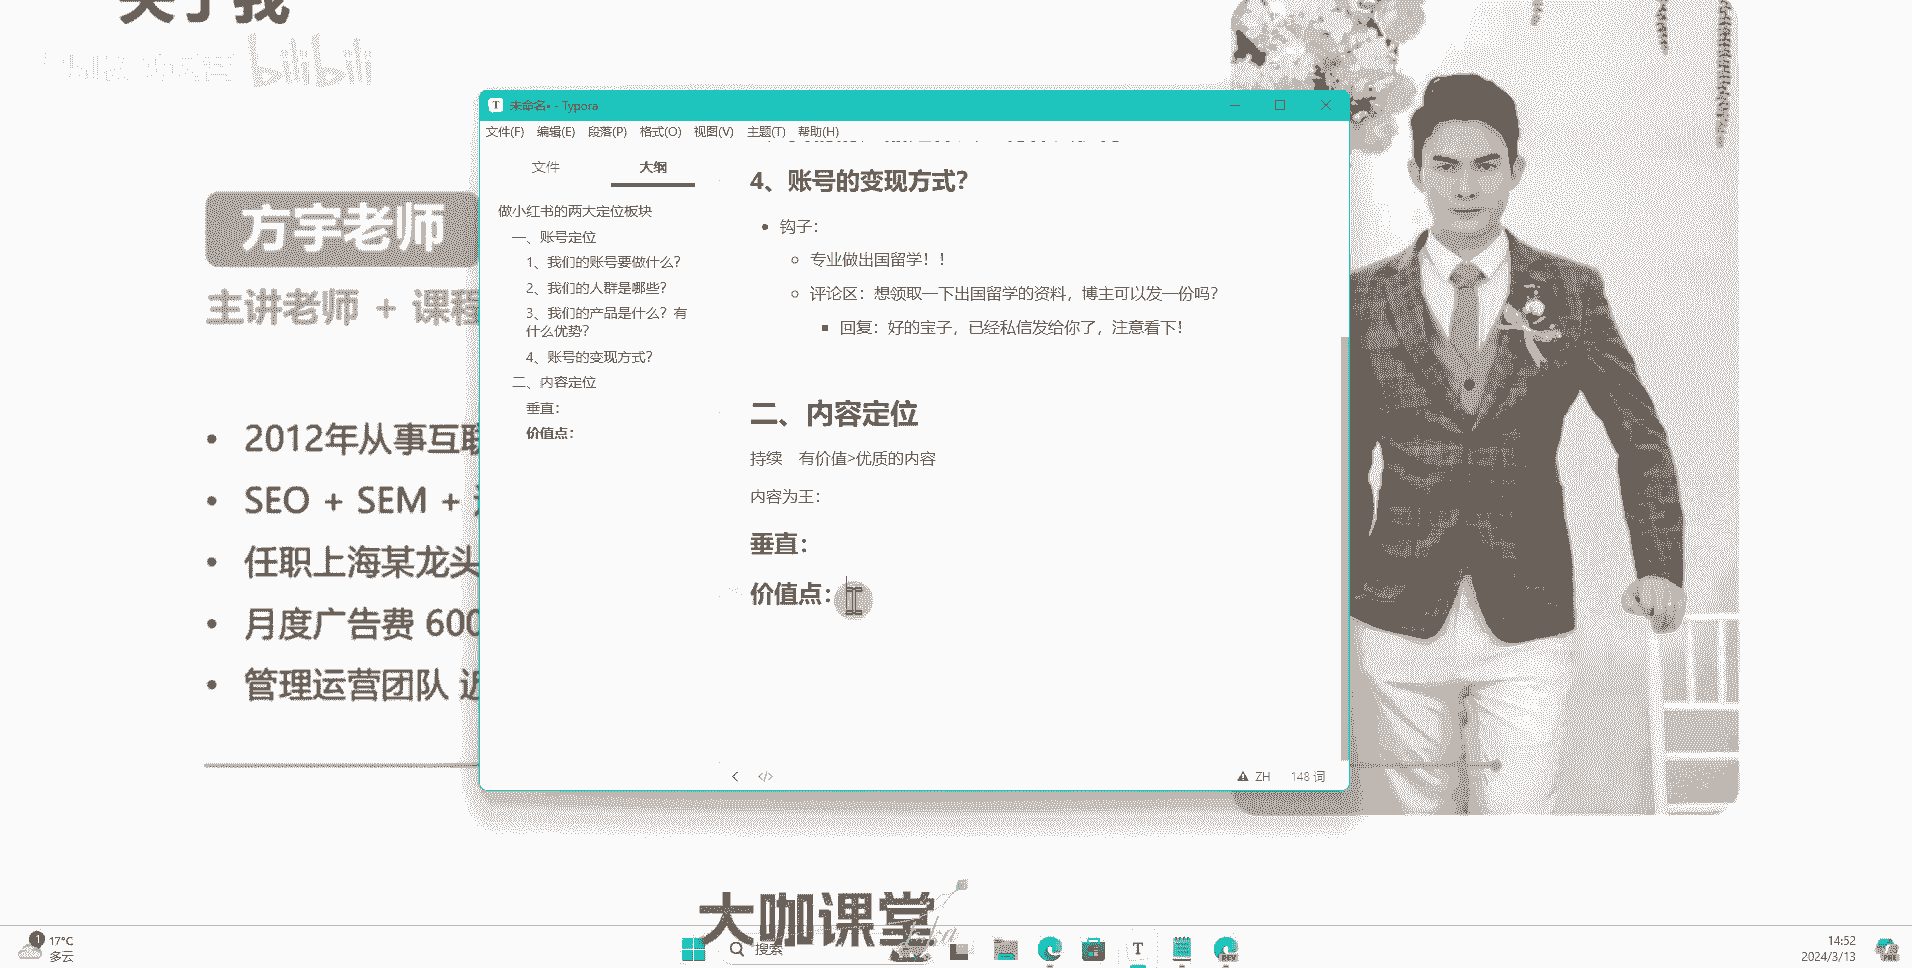 关于我
bilibili
方宇老师
主讲老师 + 课程
2012年从事互联
SEO + SEM +
任职上海某龙头
月度广告费 600
管理运营团队 近
未命名• - Typora
文件(F) 编辑(E) 段落(P) 格式(O) 视图(V) 主题(T) 帮助(H)
文件 大纲
做小红书的两大定位板块
一、账号定位
1、我们的账号要做什么?
2、我们的人群是哪些?
3、我们的产品是什么? 有
什么优势?
4、账号的变现方式?
二、内容定位
垂直:
价值点:
4、账号的变现方式?
钩子:
专业做出国留学! !
评论区: 想领取一下出国留学的资料, 博主可以发一份吗?
回复: 好的宝子, 已经私信发给你了, 注意看下!
二、内容定位
持续 有价值>优质的内容
内容为王:
垂直:
价值点:
</> ZH 148 词
大咖课堂
1 17°C
多云
搜索
T
DEV
14:52
2024/3/13
PRE